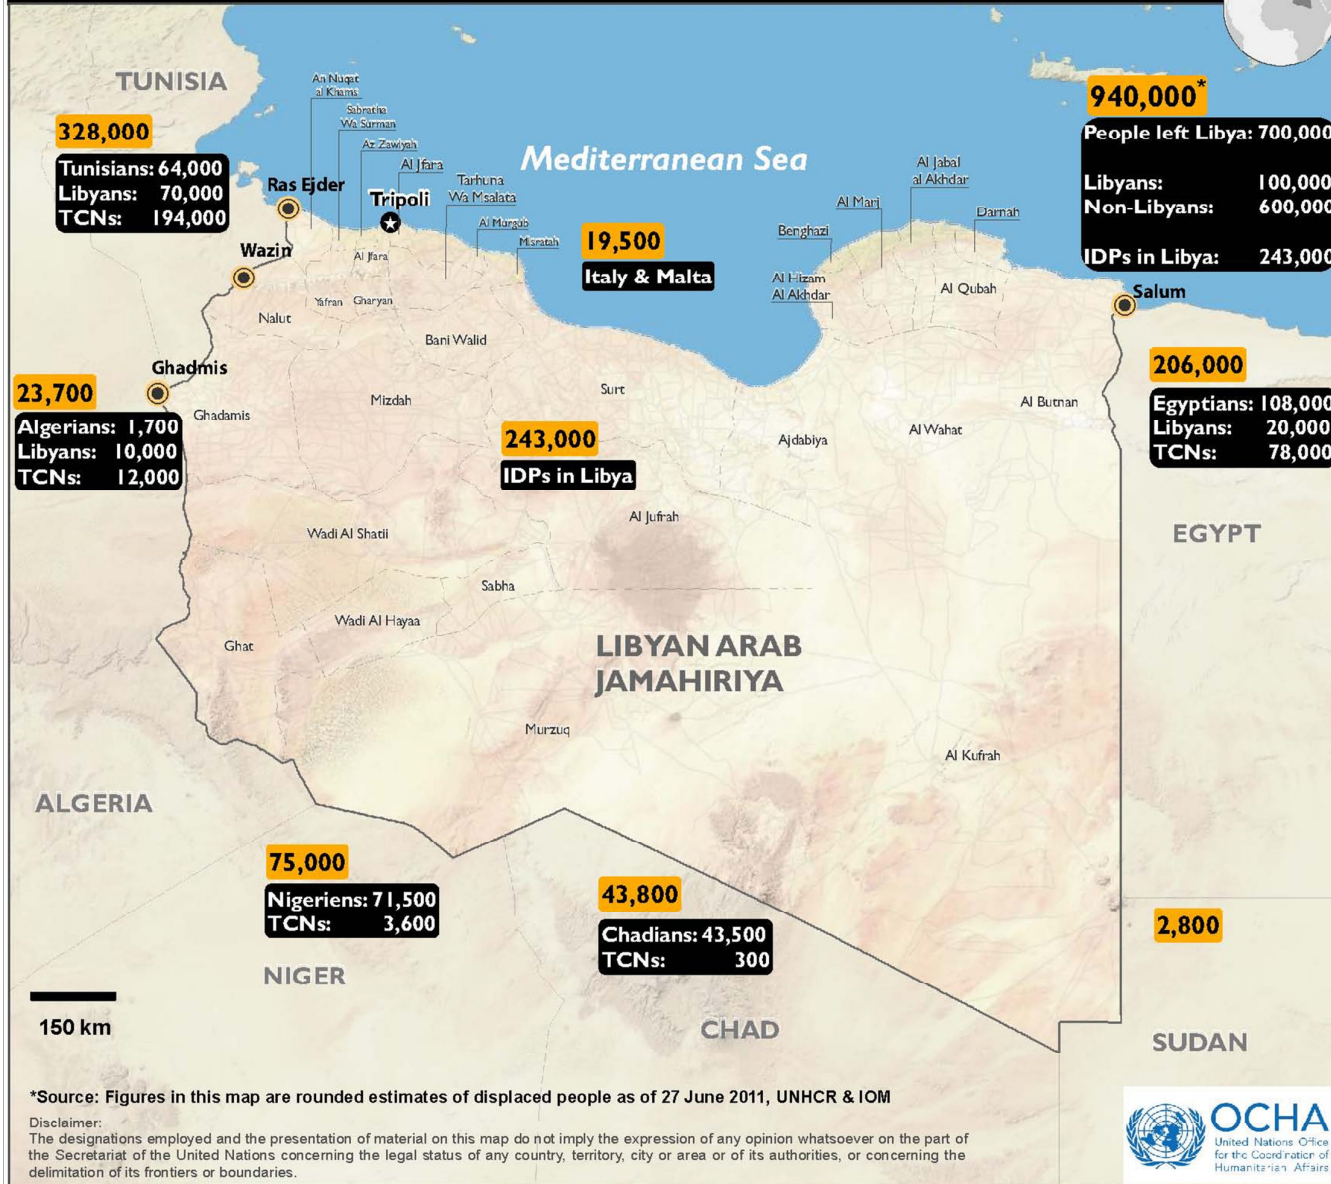 TUNISIA
An Nuqat
al Khams
Sabratha
Wa Surman
Az Zawiyah
Al Jfara
Tarhuna
Wa Msalata
Al Murgub
Misratah
328,000
Tunisians: 64,000
Libyans: 70,000
TCNs: 194,000
Ras Ejder
Tripoli
Wazin
Mediterranean Sea
19,500
Italy & Malta
Al Jabal
al Akhdar
Al Marj
Darnah
Benghazi
Al Hizam
Al Akhdar
Al Qubah
940,000*
People left Libya: 700,000
Libyans: 100,000
Non-Libyans: 600,000
IDPs in Libya: 243,000
Salum
Al Jfara
Yafran
Gharyan
Nalut
Bani Walid
Ghadmis
23,700
Algerians: 1,700
Libyans: 10,000
TCNs: 12,000
Ghadamis
Mizdah
Surt
243,000
IDPs in Libya
Ajdabiya
Al Wahat
Al Butnan
206,000
Egyptians: 108,000
Libyans: 20,000
TCNs: 78,000
Al Jufrah
Wadi Al Shatii
EGYPT
Sabha
Wadi Al Hayaa
Ghat
LIBYAN ARAB
JAMAHIRIYA
Murzuq
Al Kufrah
ALGERIA
75,000
Nigeriens: 71,500
TCNs: 3,600
NIGER
43,800
Chadians: 43,500
TCNs: 300
CHAD
2,800
SUDAN
150 km
*Source: Figures in this map are rounded estimates of displaced people as of 27 June 2011, UNHCR & IOM
Disclaimer:
The designations employed and the presentation of material on this map do not imply the expression of any opinion whatsoever on the part of
the Secretariat of the United Nations concerning the legal status of any country, territory, city or area or of its authorities, or concerning the
delimitation of its frontiers or boundaries.
OCHA
United Nations Office
for the Coordination of
Humanitarian Affairs